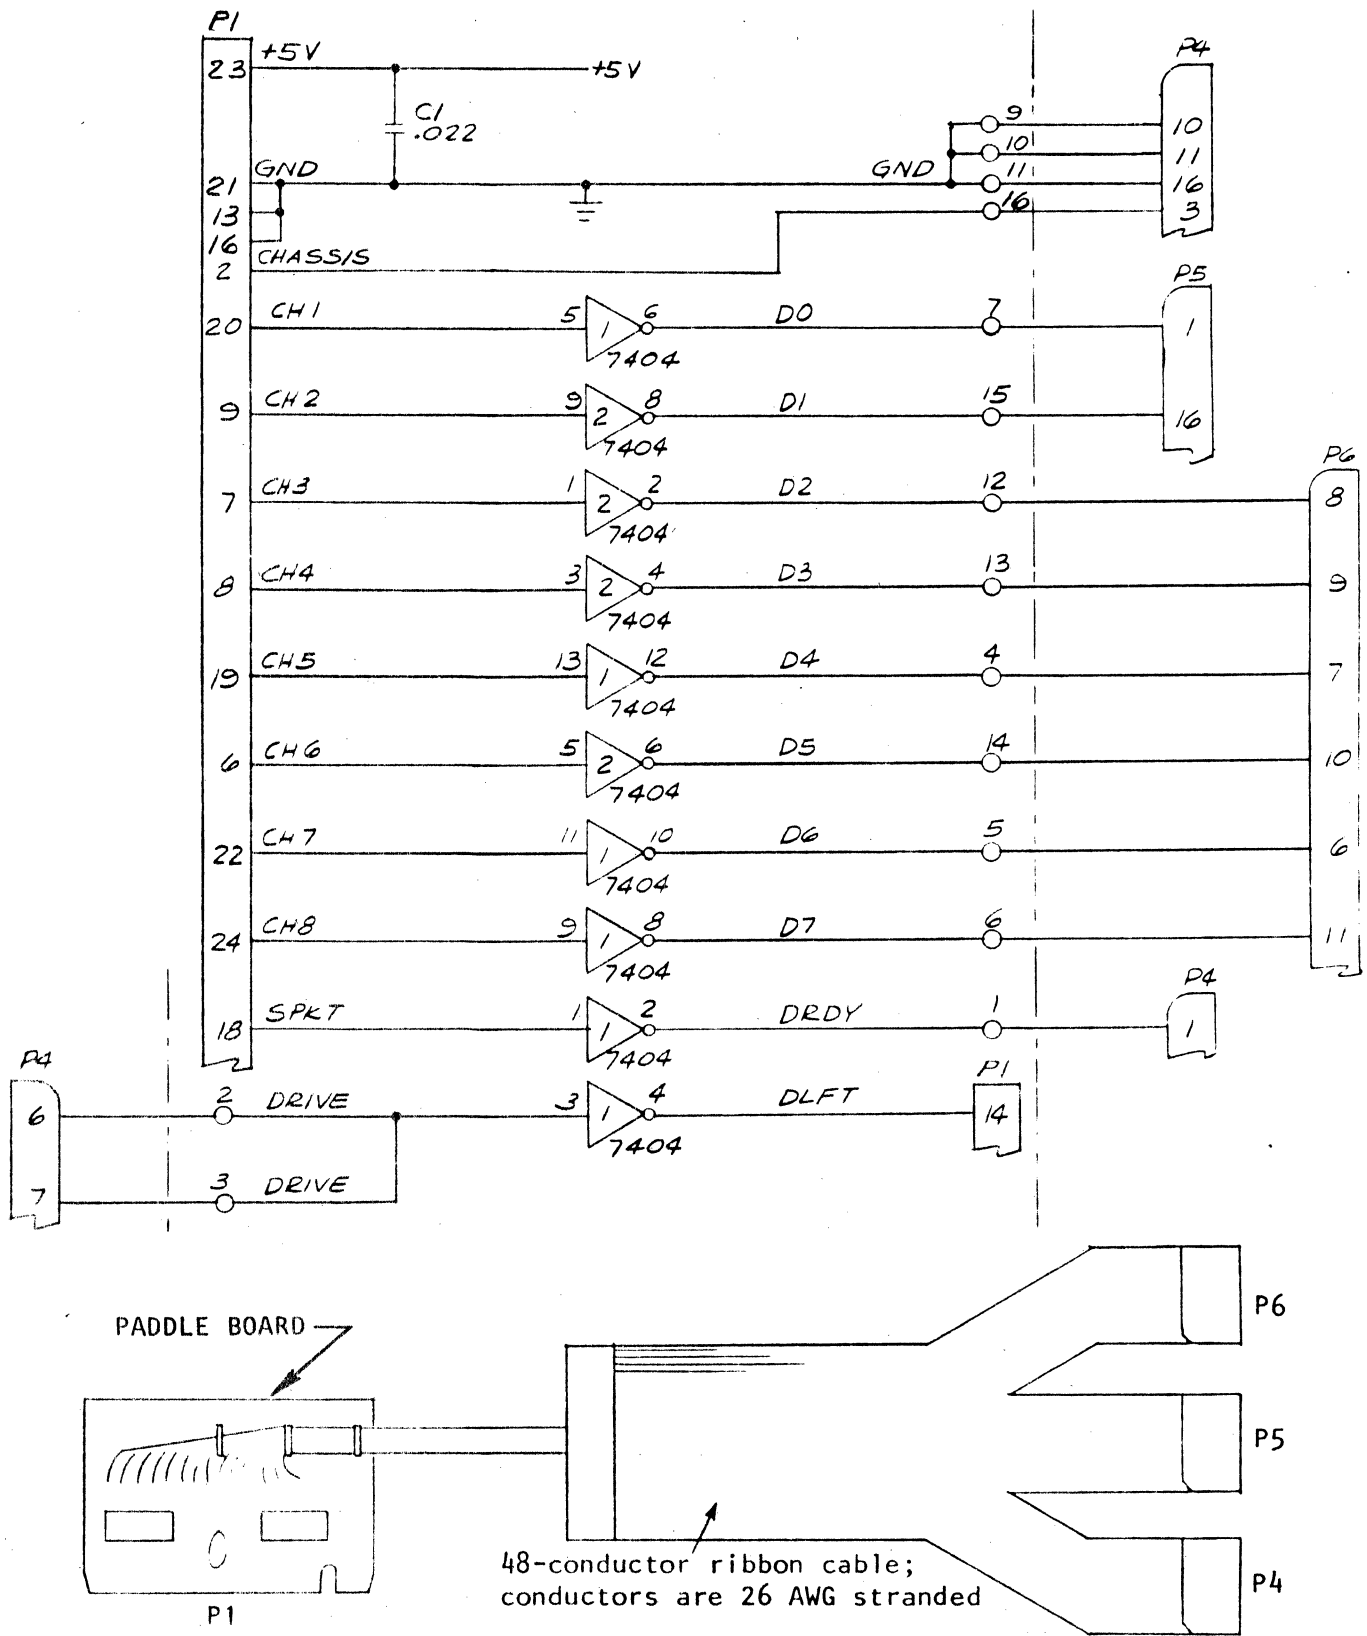 P1
23 +5V +5V
C1
.022
P4
9 10
10 11
21 GND GND 11 16
13 16 3
16
2 CHASSIS
P5
20 CH1 5 1 6 D0 7 1
7404
9 CH2 9 2 8 D1 15 16
7404
P6
7 CH3 1 2 2 D2 12 8
7404
8 CH4 3 2 4 D3 13 9
7404
19 CH5 13 1 12 D4 4 7
7404
6 CH6 5 2 6 D5 14 10
7404
22 CH7 11 1 10 D6 5 6
7404
24 CH8 9 1 8 D7 6 11
7404
P4
18 SPKT 1 1 2 DRDY 1 1
7404
P4 P1
6 2 DRIVE 3 1 4 DLFT 14
7404
7 3 DRIVE
PADDLE BOARD
P6
P5
48-conductor ribbon cable;
conductors are 26 AWG stranded
P4
P1